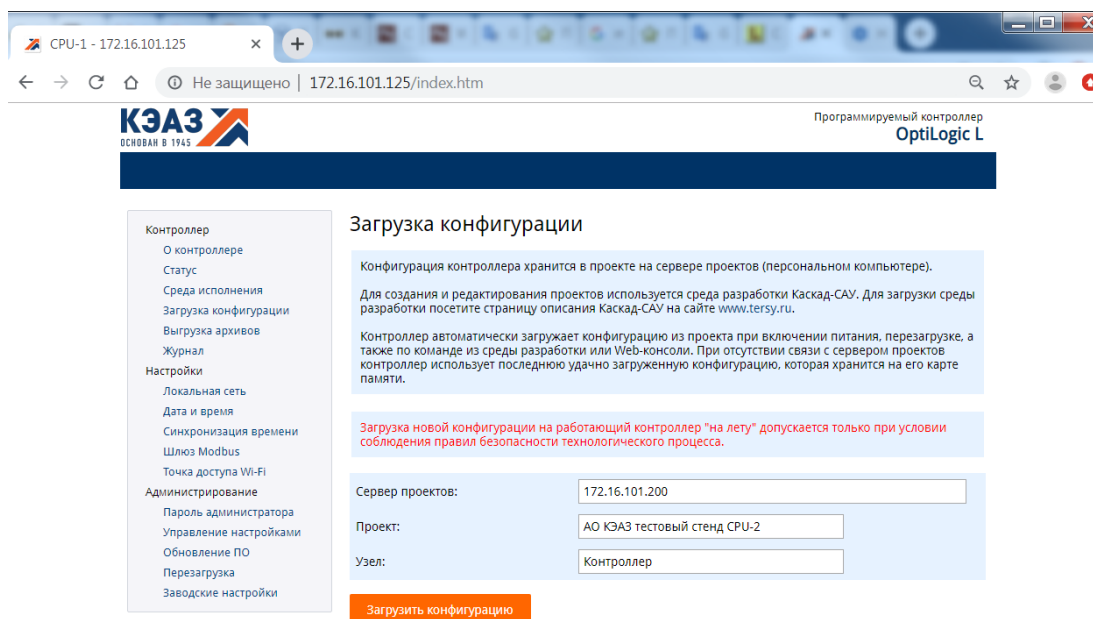 CPU-1 - 172.16.101.125
Не защищено | 172.16.101.125/index.htm
КЭАЗ
ОСНОВАН В 1945
Программируемый контроллер
OptiLogic L
Контроллер
О контроллере
Статус
Среда исполнения
Загрузка конфигурации
Выгрузка архивов
Журнал
Настройки
Локальная сеть
Дата и время
Синхронизация времени
Шлюз Modbus
Точка доступа Wi-Fi
Администрирование
Пароль администратора
Управление настройками
Обновление ПО
Перезагрузка
Заводские настройки
Загрузка конфигурации
Конфигурация контроллера хранится в проекте на сервере проектов (персональном компьютере).
Для создания и редактирования проектов используется среда разработки Каскад-САУ. Для загрузки среды
разработки посетите страницу описания Каскад-САУ на сайте www.tersy.ru.
Контроллер автоматически загружает конфигурацию из проекта при включении питания, перезагрузке, а
также по команде из среды разработки или Web-консоли. При отсутствии связи с сервером проектов
контроллер использует последнюю удачно загруженную конфигурацию, которая хранится на его карте
памяти.
Загрузка новой конфигурации на работающий контроллер "на лету" допускается только при условии
соблюдения правил безопасности технологического процесса.
Сервер проектов: 172.16.101.200
Проект: АО КЭАЗ тестовый стенд CPU-2
Узел: Контроллер
Загрузить конфигурацию